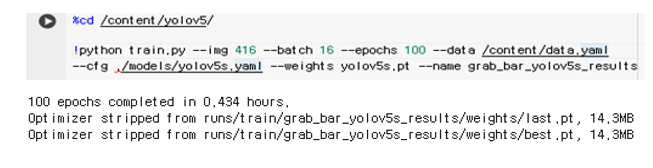 %cd /content/yolov5/
!python train.py --img 416 --batch 16 --epochs 100 --data /content/data.yaml
--cfg ./models/yolov5s.yaml --weights yolov5s.pt --name grab_bar_yolov5s_results
100 epochs completed in 0.434 hours.
Optimizer stripped from runs/train/grab_bar_yolov5s_results/weights/last.pt, 14.3MB
Optimizer stripped from runs/train/grab_bar_yolov5s_results/weights/best.pt, 14.3MB